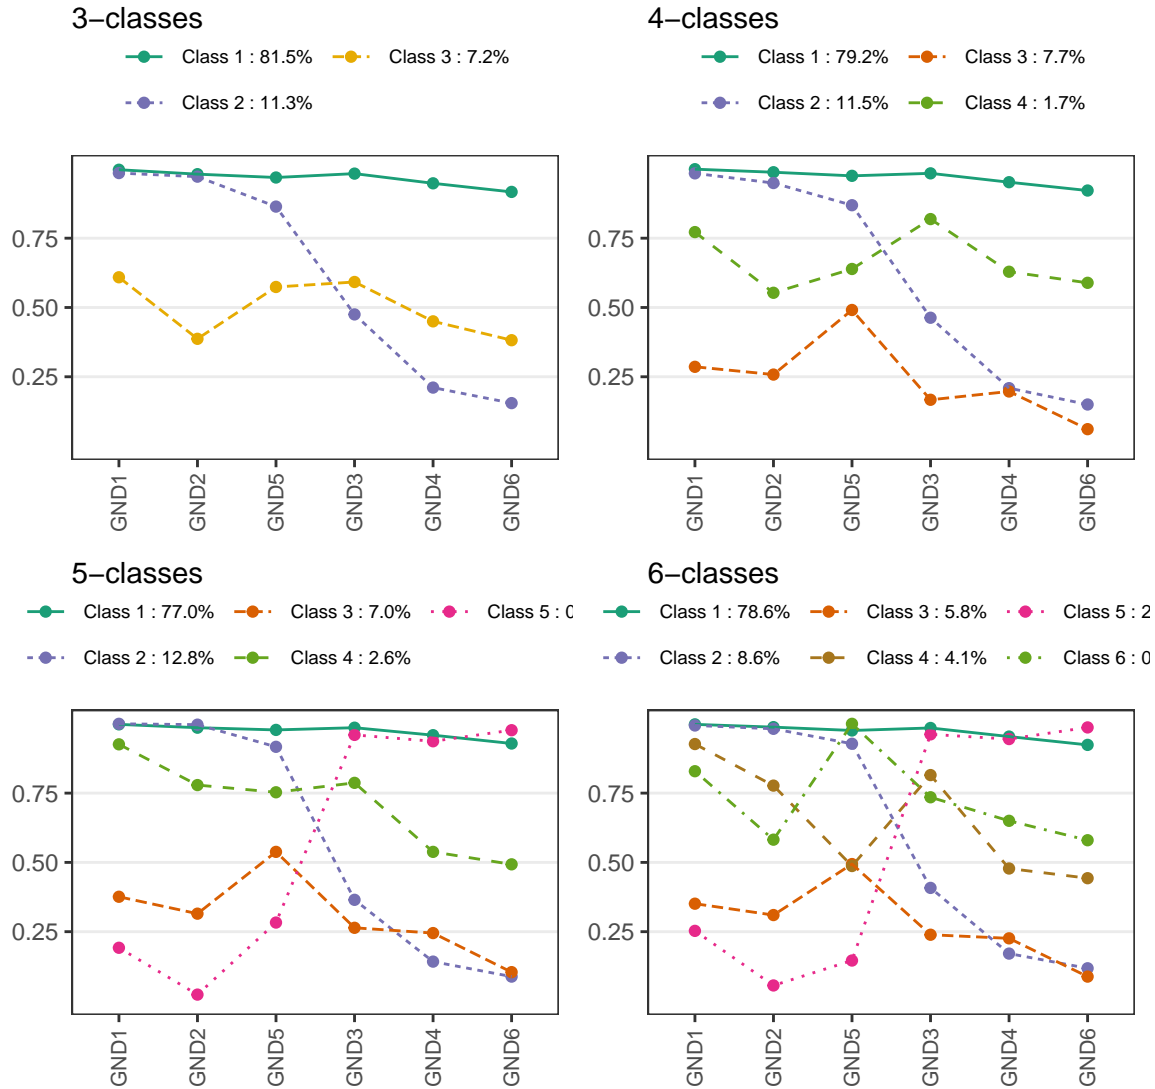 3−classes
Class 1 : 81.5% Class 3 : 7.2%
Class 2 : 11.3%
0.75
0.50
0.25
GND1 GND2 GND5 GND3 GND4 GND6
4−classes
Class 1 : 79.2% Class 3 : 7.7%
Class 2 : 11.5% Class 4 : 1.7%
0.75
0.50
0.25
GND1 GND2 GND5 GND3 GND4 GND6
5−classes
Class 1 : 77.0% Class 3 : 7.0% Class 5 : 0
Class 2 : 12.8% Class 4 : 2.6%
0.75
0.50
0.25
GND1 GND2 GND5 GND3 GND4 GND6
6−classes
Class 1 : 78.6% Class 3 : 5.8% Class 5 : 2
Class 2 : 8.6% Class 4 : 4.1% Class 6 : 0
0.75
0.50
0.25
GND1 GND2 GND5 GND3 GND4 GND6